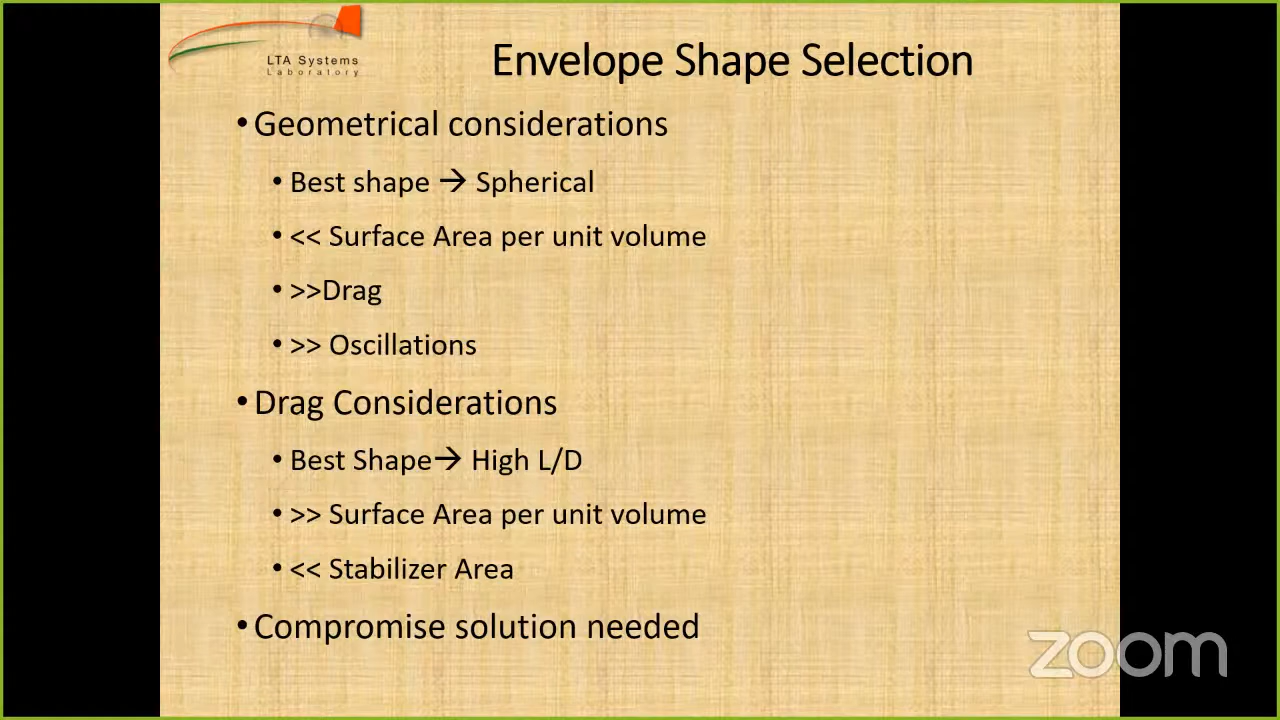 LTA Systems
Laboratory
Envelope Shape Selection
• Geometrical considerations
• Best shape → Spherical
• << Surface Area per unit volume
• >>Drag
• >> Oscillations
• Drag Considerations
• Best Shape→ High L/D
• >> Surface Area per unit volume
• << Stabilizer Area
• Compromise solution needed
zoom